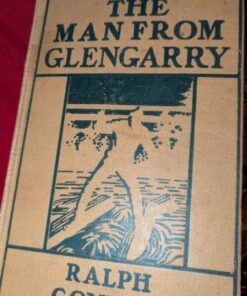 THE
MAN FROM
GLENGARRY
RALPH